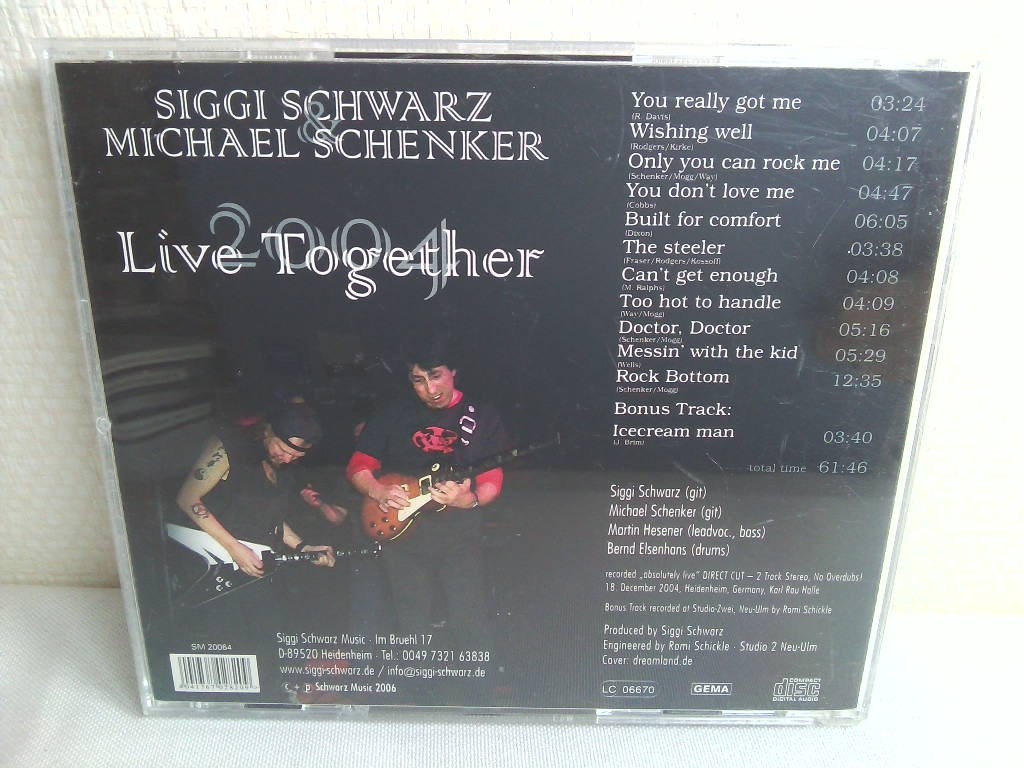 SIGGI SCHWARZ
&
MICHAEL SCHENKER
2004
Live Together
You really got me 03:24
(R. Davis)
Wishing well 04:07
(Rodgers/Kirke)
Only you can rock me 04:17
(Schenker/Mogg/Way)
You don't love me 04:47
(Cobbs)
Built for comfort 06:05
(Dixon)
The steeler 03:38
(Fraser/Rodgers/Kossoff)
Can't get enough 04:08
(M. Ralphs)
Too hot to handle 04:09
(Way/Mogg)
Doctor, Doctor 05:16
(Schenker/Mogg)
Messin' with the kid 05:29
(Wells)
Rock Bottom 12:35
(Schenker/Mogg)
Bonus Track:
Icecream man 03:40
(J. Brim)
total time 61:46
Siggi Schwarz (git)
Michael Schenker (git)
Martin Hesener (leadvoc., bass)
Bernd Elsenhans (drums)
recorded „absolutely live" DIRECT CUT – 2 Track Stereo, No Overdubs!
18. December 2004, Heidenheim, Germany, Karl Rau Halle
Bonus Track recorded at Studio-Zwei, Neu-Ulm by Romi Schickle
Produced by Siggi Schwarz
Engineered by Romi Schickle · Studio 2 Neu-Ulm
Cover: dreamland.de
SM 20064
Siggi Schwarz Music · Im Bruehl 17
D-89520 Heidenheim · Tel.: 0049 7321 63838
www.siggi-schwarz.de / info@siggi-schwarz.de
c + p Schwarz Music 2006
LC 06670
GEMA
COMPACT
disc
DIGITAL AUDIO